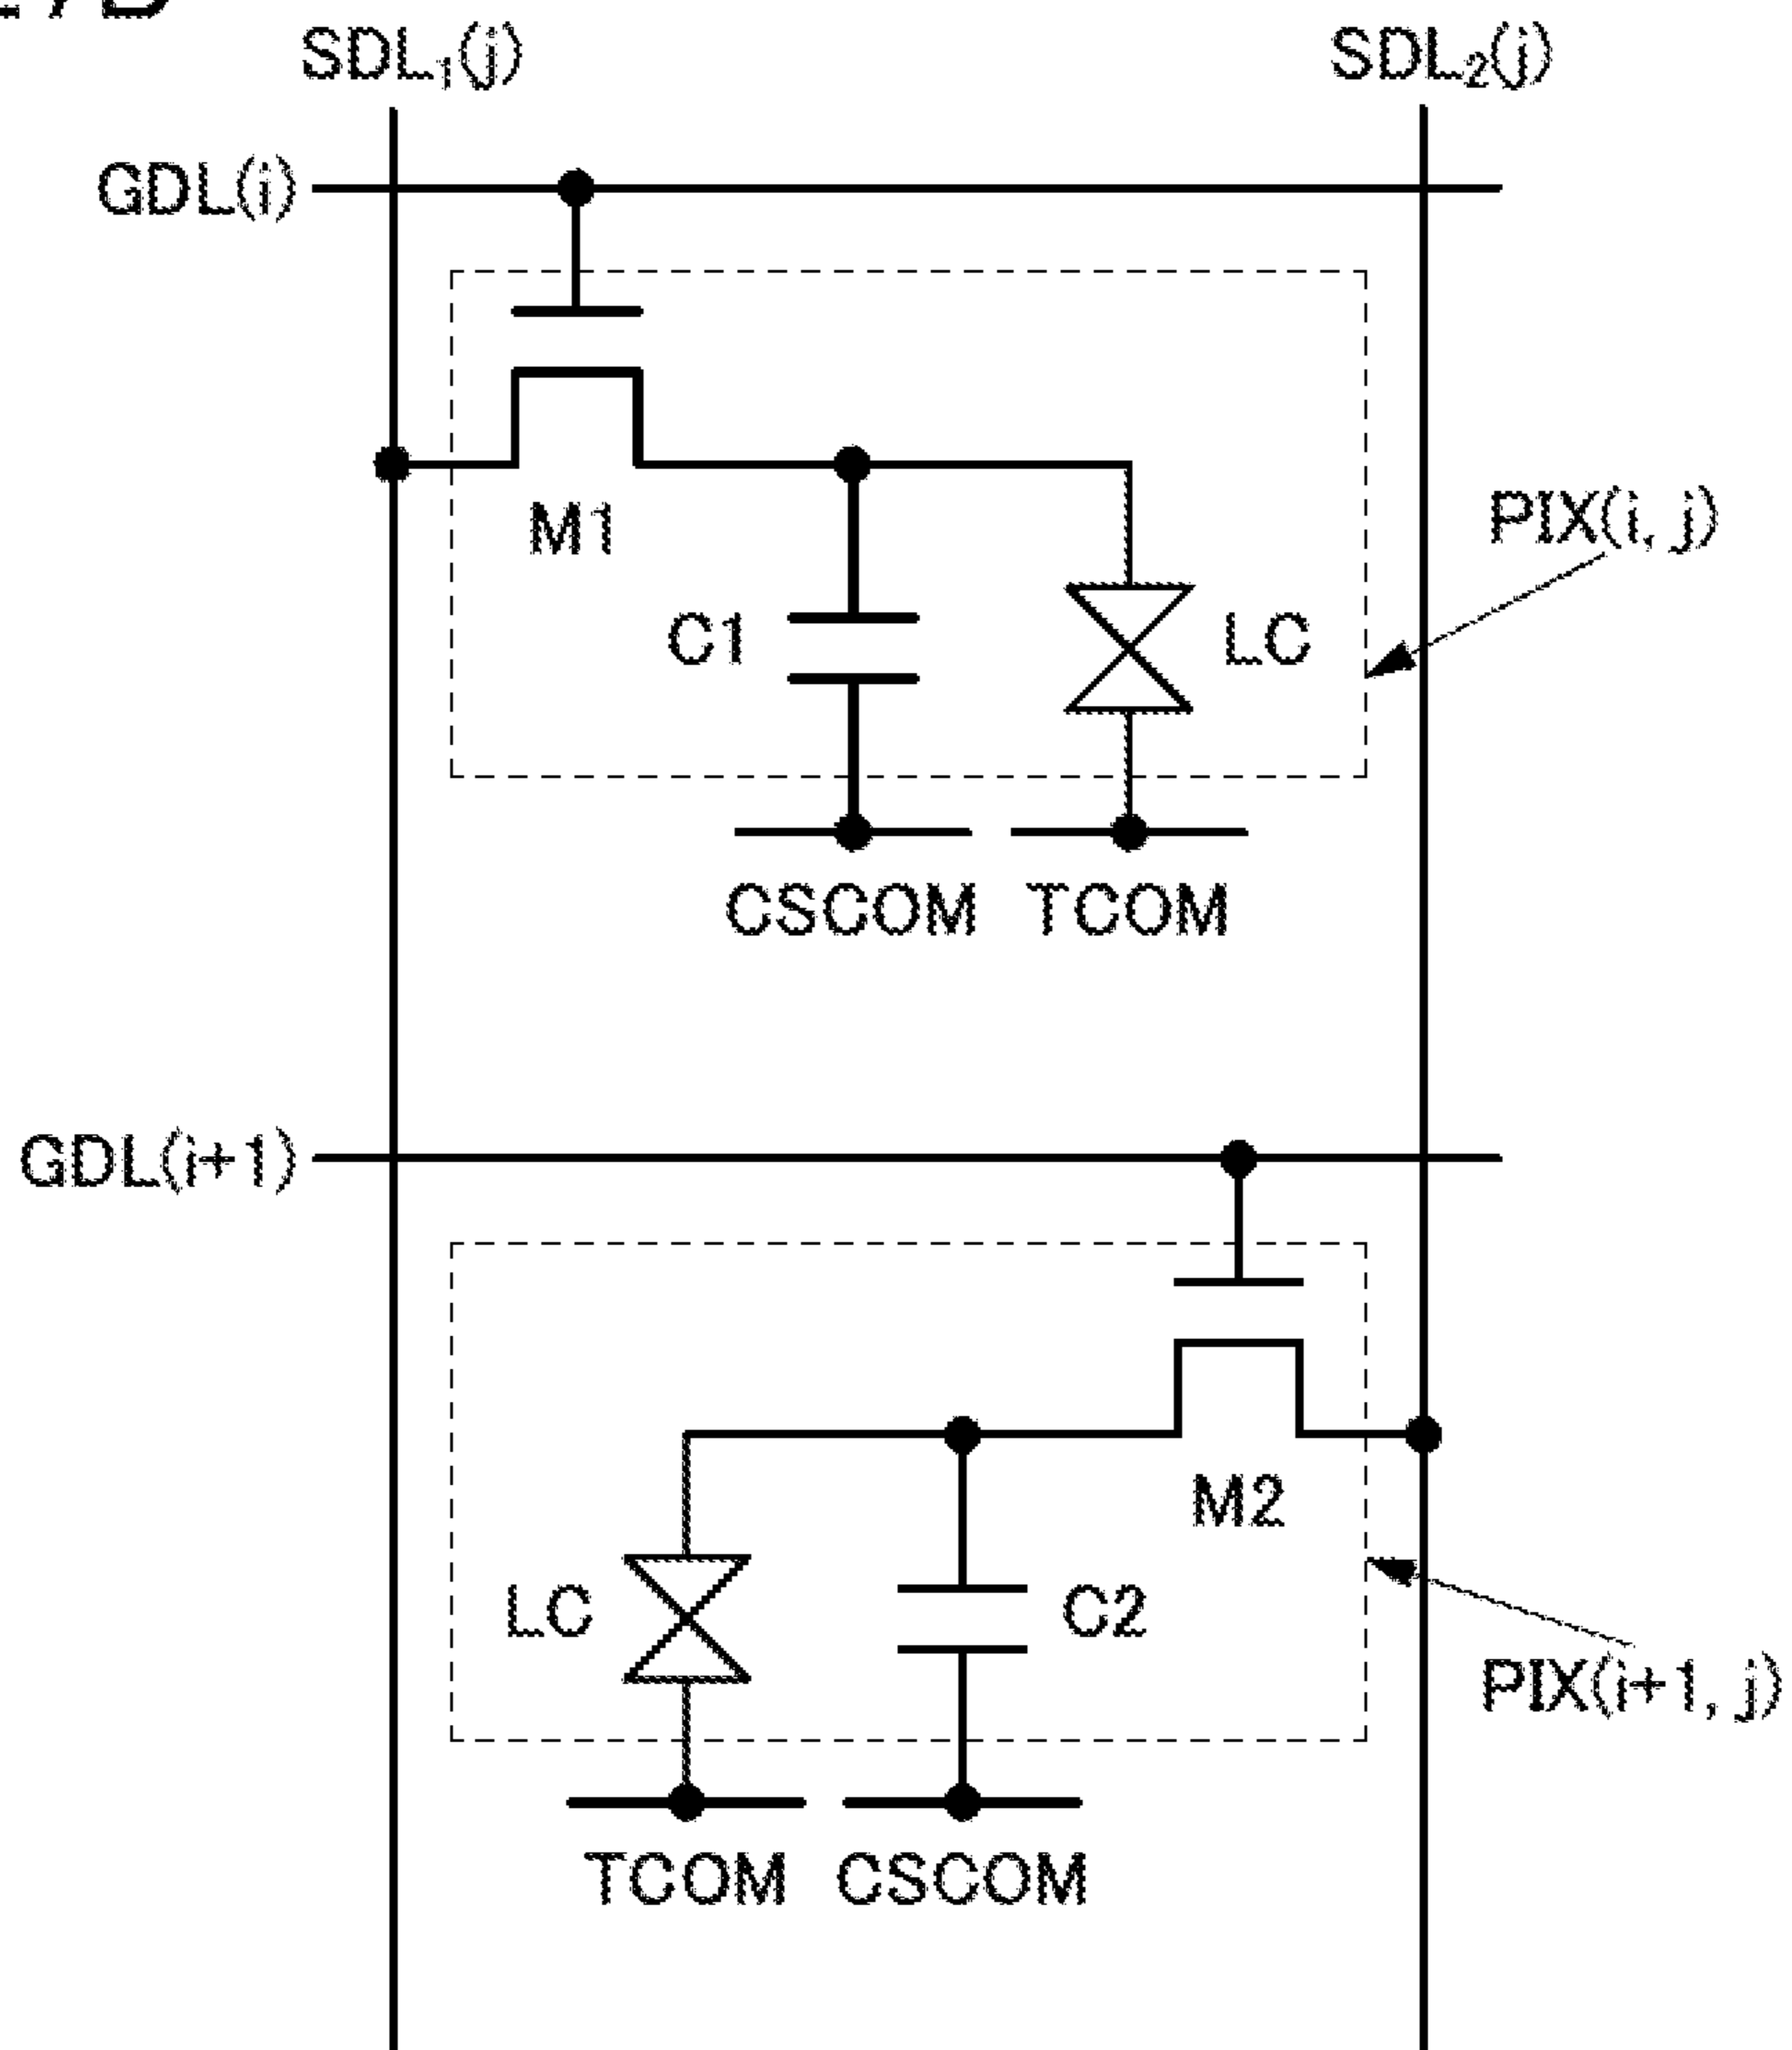 SDL₁(j)
SDL₂(j)
GDL(i)
M1
PIX(i, j)
C1
LC
CSCOM
TCOM
GDL(i+1)
M2
LC
C2
PIX(i+1, j)
TCOM
CSCOM